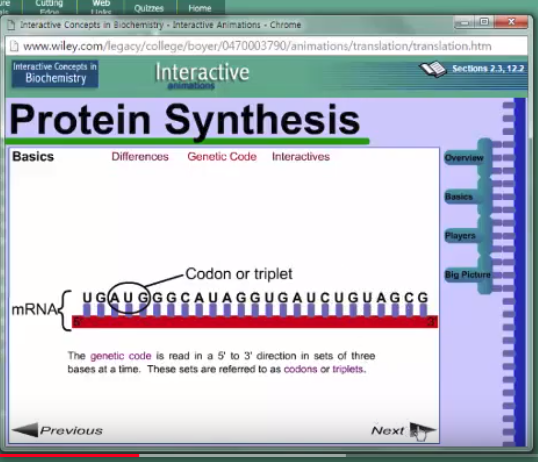 Cutting Web Quizzes Home
Edge Links
Interactive Concepts in Biochemistry - Interactive Animations - Chrome
www.wiley.com/legacy/college/boyer/0470003790/animations/translation/translation.htm
Interactive Concepts in
Biochemistry
Interactive
animations
Sections 2.3, 12.2
Protein Synthesis
Basics Differences Genetic Code Interactives
Overview
Basics
Players
Big Picture
Codon or triplet
UGAUGGGCAUAGGUGAUCUGUAGCG
mRNA
5' 3'
The genetic code is read in a 5' to 3' direction in sets of three
bases at a time. These sets are referred to as codons or triplets.
Previous Next